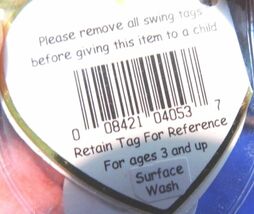 Please remove all swing tags
before giving this item to a child.
0 08421 04053 7
Retain Tag For Reference
For ages 3 and up
Surface
Wash